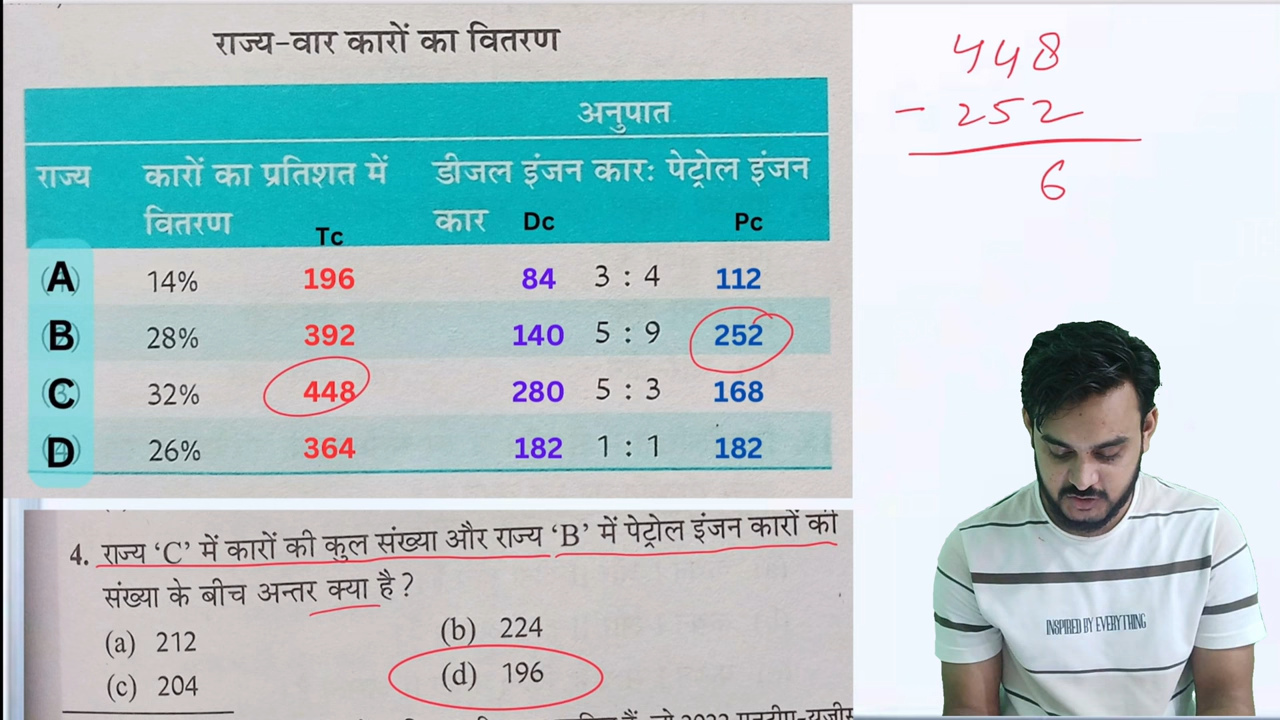 राज्य-वार कारों का वितरण
अनुपात
राज्य कारों का प्रतिशत में डीजल इंजन कारः पेट्रोल इंजन
वितरण Tc कार Dc Pc
A 14% 196 84 3 : 4 112
B 28% 392 140 5 : 9 252
C 32% 448 280 5 : 3 168
D 26% 364 182 1 : 1 182
4. राज्य ‘C’ में कारों की कुल संख्या और राज्य ‘B’ में पेट्रोल इंजन कारों की
संख्या के बीच अन्तर क्या है?
(a) 212 (b) 224
(c) 204 (d) 196
448
- 252
6
INSPIRED BY EVERYTHING